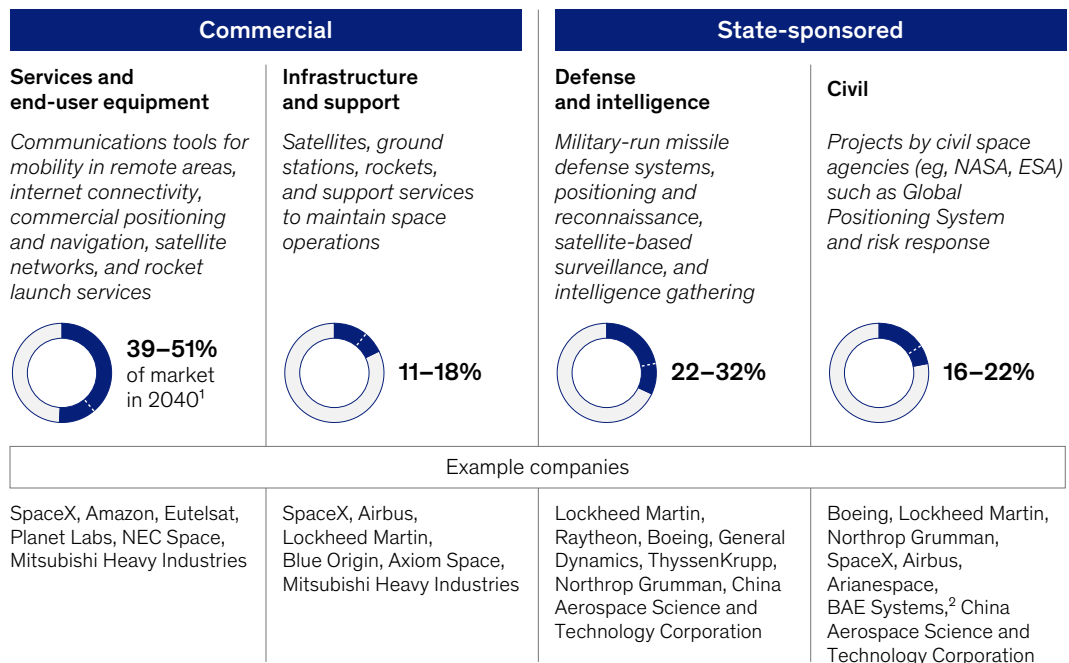 Commercial
State-sponsored
Services and
end-user equipment
Communications tools for
mobility in remote areas,
internet connectivity,
commercial positioning
and navigation, satellite
networks, and rocket
launch services
39–51%
of market
in 2040¹
Infrastructure
and support
Satellites, ground
stations, rockets,
and support services
to maintain space
operations
11–18%
Defense
and intelligence
Military-run missile
defense systems,
positioning and
reconnaissance,
satellite-based
surveillance, and
intelligence gathering
22–32%
Civil
Projects by civil space
agencies (eg, NASA, ESA)
such as Global
Positioning System
and risk response
16–22%
Example companies
SpaceX, Amazon, Eutelsat,
Planet Labs, NEC Space,
Mitsubishi Heavy Industries
SpaceX, Airbus,
Lockheed Martin,
Blue Origin, Axiom Space,
Mitsubishi Heavy Industries
Lockheed Martin,
Raytheon, Boeing, General
Dynamics, ThyssenKrupp,
Northrop Grumman, China
Aerospace Science and
Technology Corporation
Boeing, Lockheed Martin,
Northrop Grumman,
SpaceX, Airbus,
Arianespace,
BAE Systems,² China
Aerospace Science and
Technology Corporation